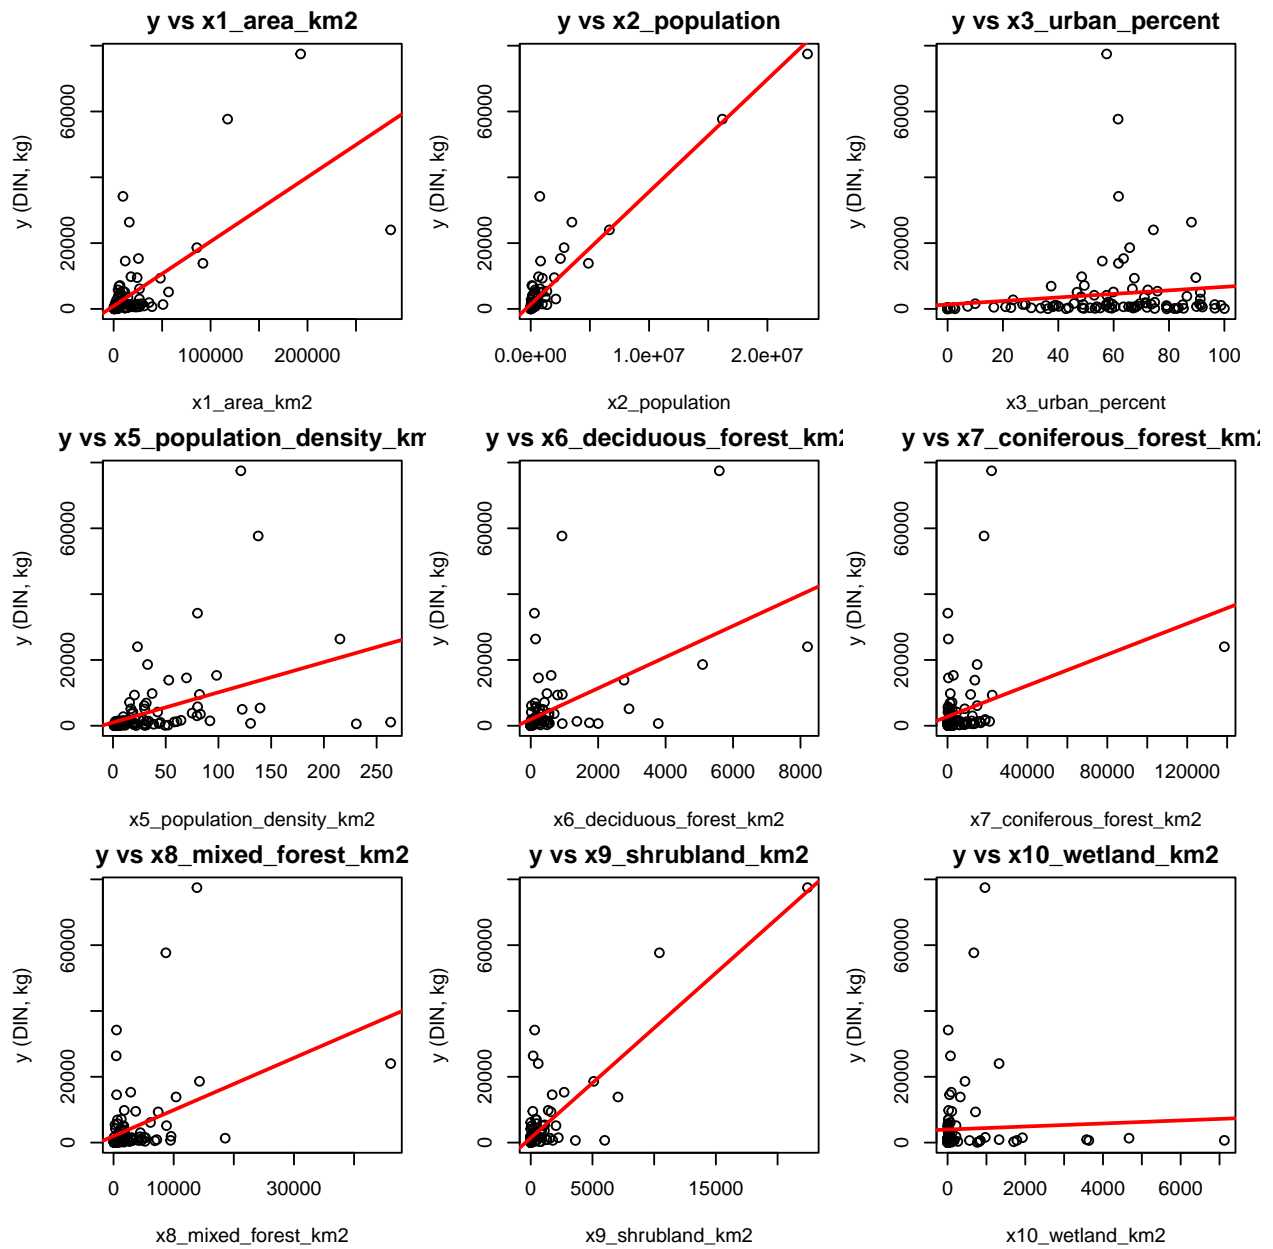 y vs x1_area_km2
y (DIN, kg)
0
20000
60000
0
100000
200000
x1_area_km2
y vs x2_population
y (DIN, kg)
0
20000
60000
0.0e+00
1.0e+07
2.0e+07
x2_population
y vs x3_urban_percent
y (DIN, kg)
0
20000
60000
0
20
40
60
80
100
x3_urban_percent
y vs x5_population_density_km
y (DIN, kg)
0
20000
60000
0
50
100
150
200
250
x5_population_density_km2
y vs x6_deciduous_forest_km2
y (DIN, kg)
0
20000
60000
0
2000
4000
6000
8000
x6_deciduous_forest_km2
y vs x7_coniferous_forest_km2
y (DIN, kg)
0
20000
60000
0
40000
80000
120000
x7_coniferous_forest_km2
y vs x8_mixed_forest_km2
y (DIN, kg)
0
20000
60000
0
10000
30000
x8_mixed_forest_km2
y vs x9_shrubland_km2
y (DIN, kg)
0
20000
60000
0
5000
15000
x9_shrubland_km2
y vs x10_wetland_km2
y (DIN, kg)
0
20000
60000
0
2000
4000
6000
x10_wetland_km2